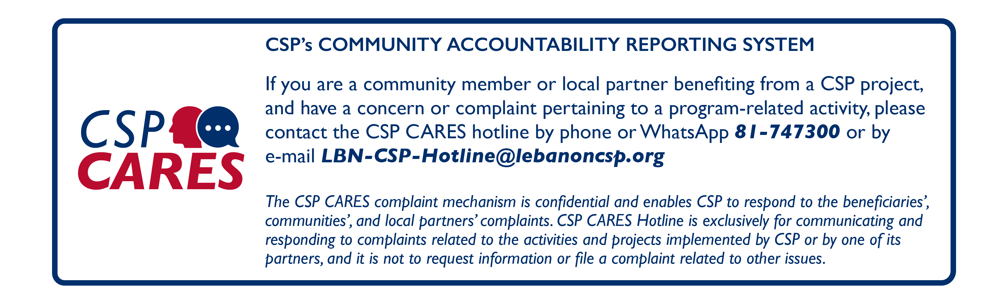 CSP CARES
CSP's COMMUNITY ACCOUNTABILITY REPORTING SYSTEM
If you are a community member or local partner benefiting from a CSP project,
and have a concern or complaint pertaining to a program-related activity, please
contact the CSP CARES hotline by phone or WhatsApp 81-747300 or by
e-mail LBN-CSP-Hotline@lebanoncsp.org
The CSP CARES complaint mechanism is confidential and enables CSP to respond to the beneficiaries',
communities', and local partners' complaints. CSP CARES Hotline is exclusively for communicating and
responding to complaints related to the activities and projects implemented by CSP or by one of its
partners, and it is not to request information or file a complaint related to other issues.